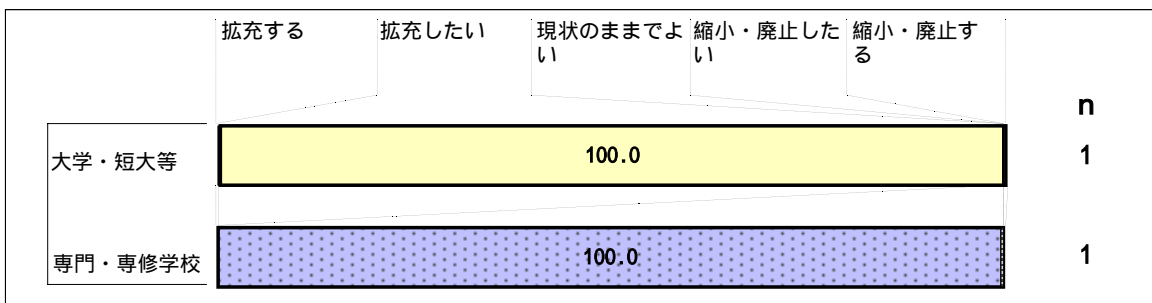 拡充する 拡充したい 現状のままでよ 縮小・廃止した 縮小・廃止す
い い る
n
大学・短大等 100.0 1
専門・専修学校 100.0 1